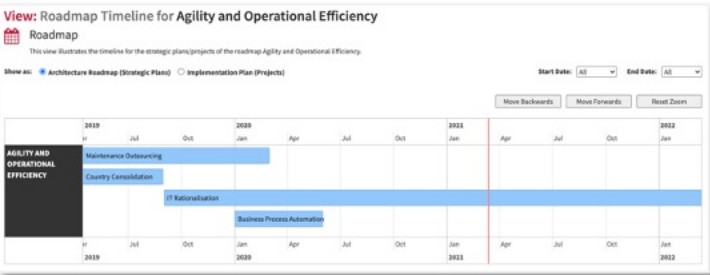 View: Roadmap Timeline for Agility and Operational Efficiency
Roadmap
This view illustrates the timeline for the strategic plans/projects of the roadmap Agility and Operational Efficiency.
Show as: Architecture Roadmap (Strategic Plans) Implementation Plan (Projects) Start Date: All End Date: All
Move Backwards Move Forwards Reset Zoom
2019 2020 2021 2022
r Jul Oct Jan Apr Jul Oct Jan Apr Jul Oct Jan
AGILITY AND
OPERATIONAL
EFFICIENCY
Maintenance Outsourcing
Country Consolidation
IT Rationalisation
Business Process Automation
r Jul Oct Jan Apr Jul Oct Jan Apr Jul Oct Jan
2019 2020 2021 2022